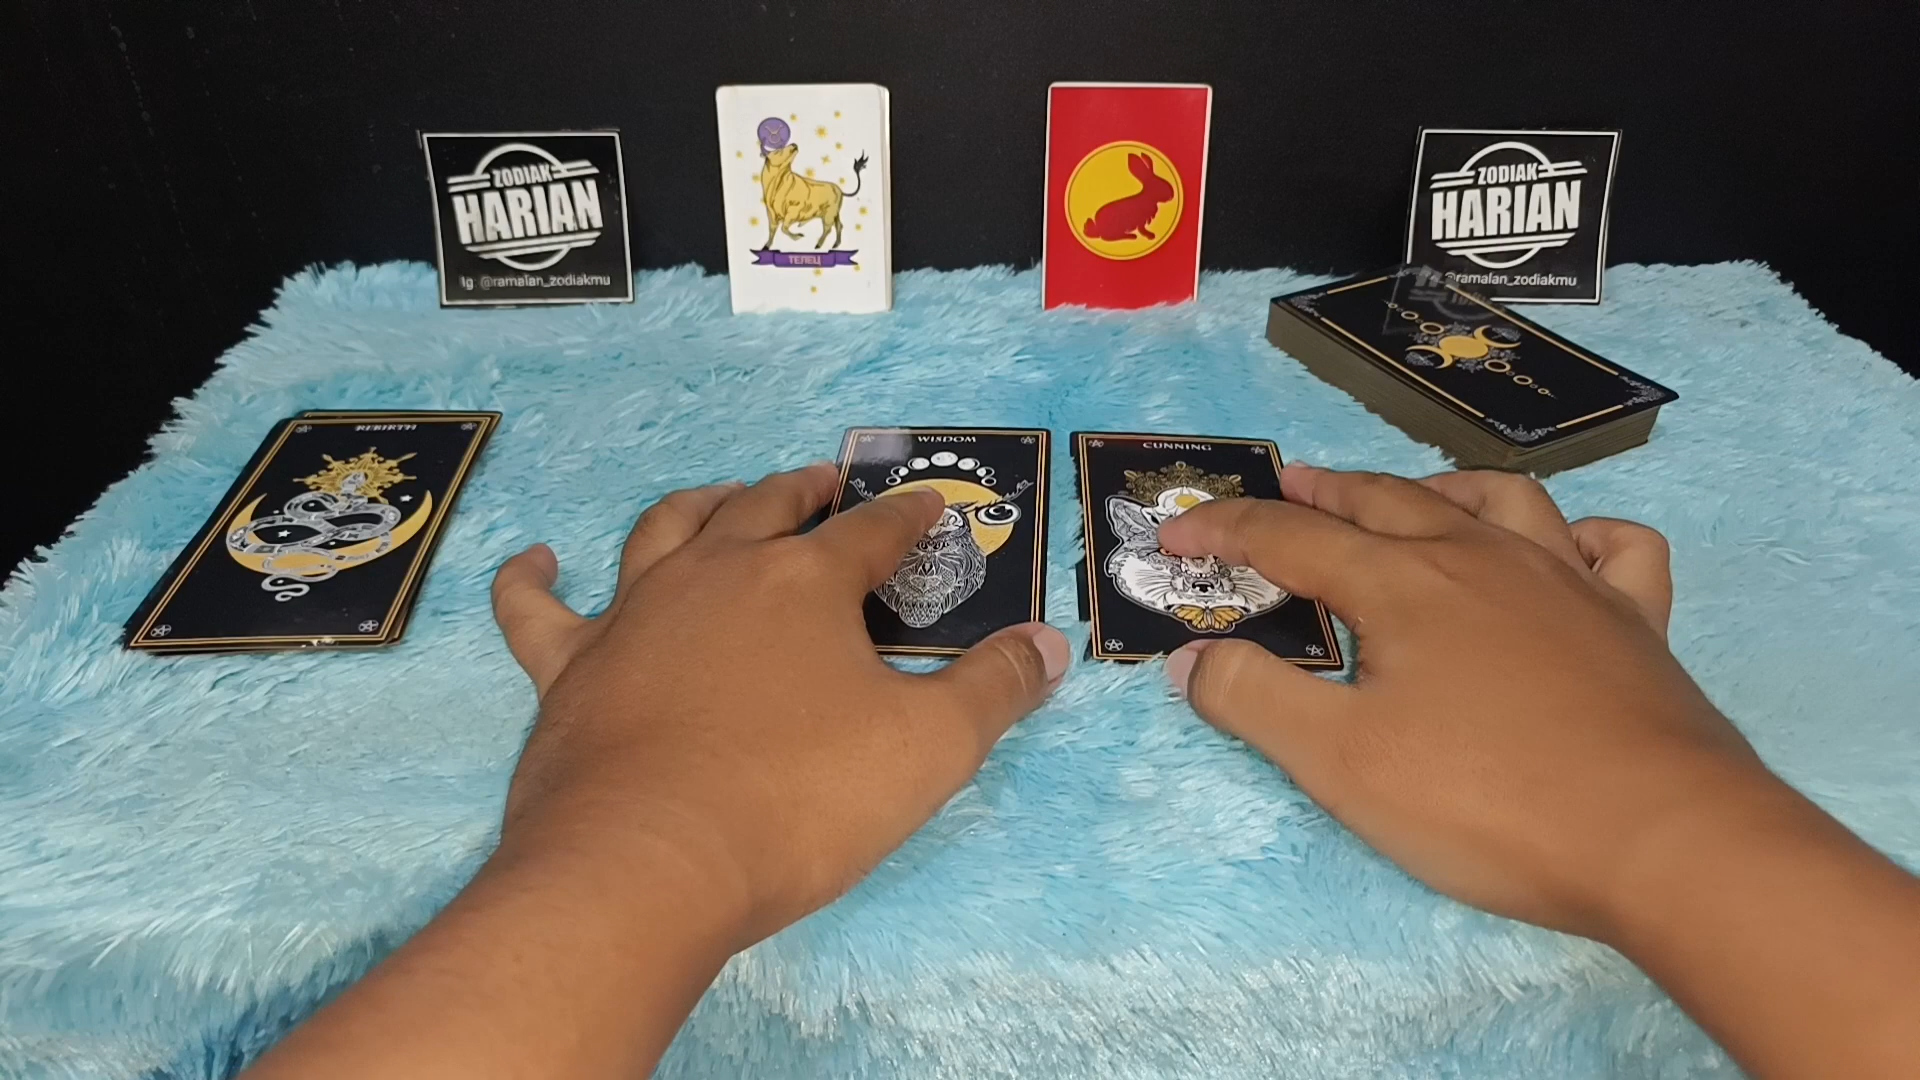 ZODIAK
HARIAN
Ig: @ramalan_zodiakmu
ТЕЛЕЦ
ZODIAK
HARIAN
@ramalan_zodiakmu
REBIRTH
WISDOM
CUNNING